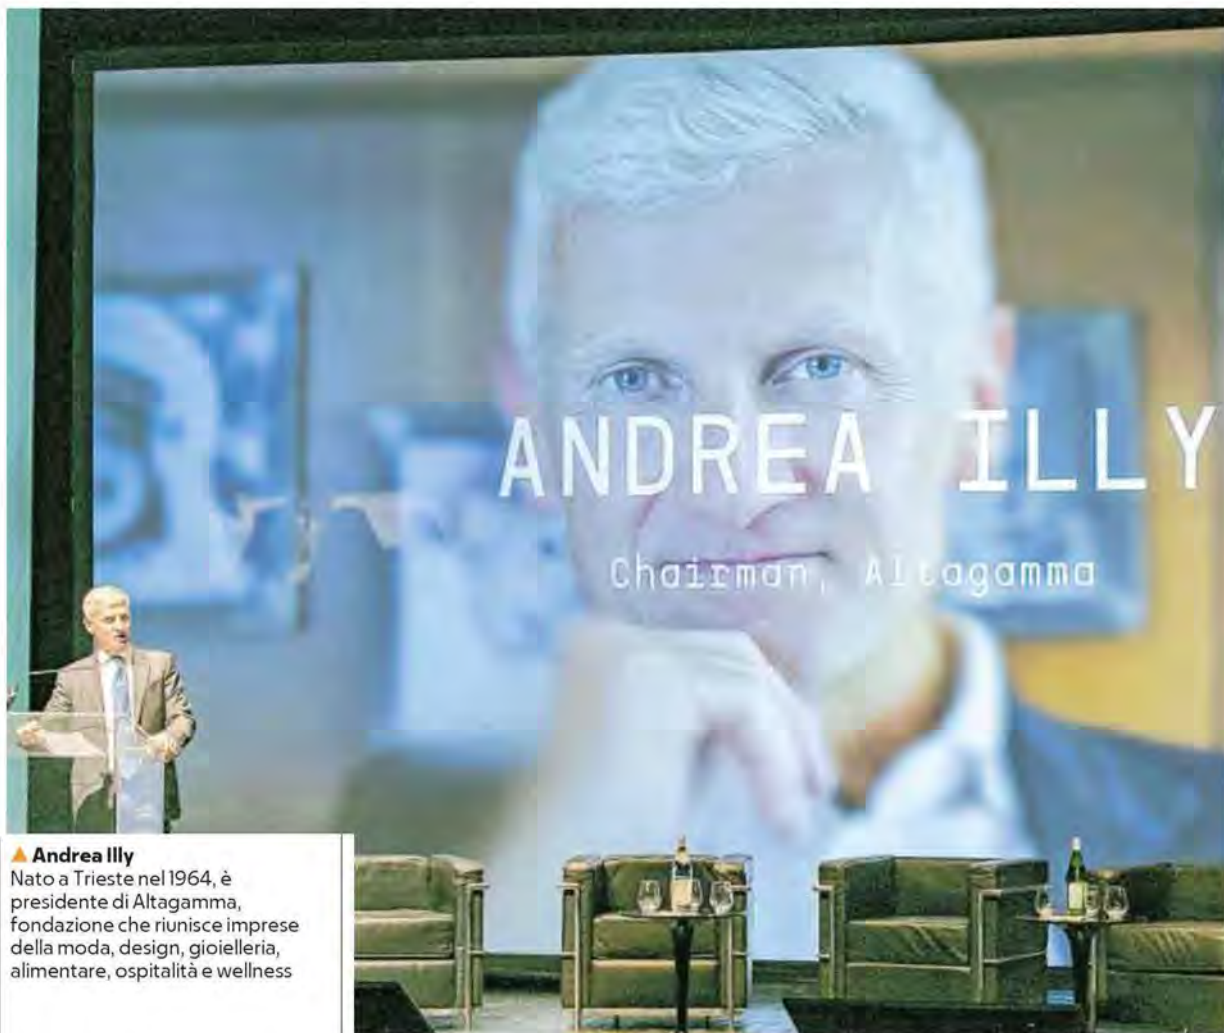 ANDREA ILLY
Chairman, Altagamma
▲ Andrea Illy
Nato a Trieste nel 1964, è
presidente di Altagamma,
fondazione che riunisce imprese
della moda, design, gioielleria,
alimentare, ospitalità e wellness